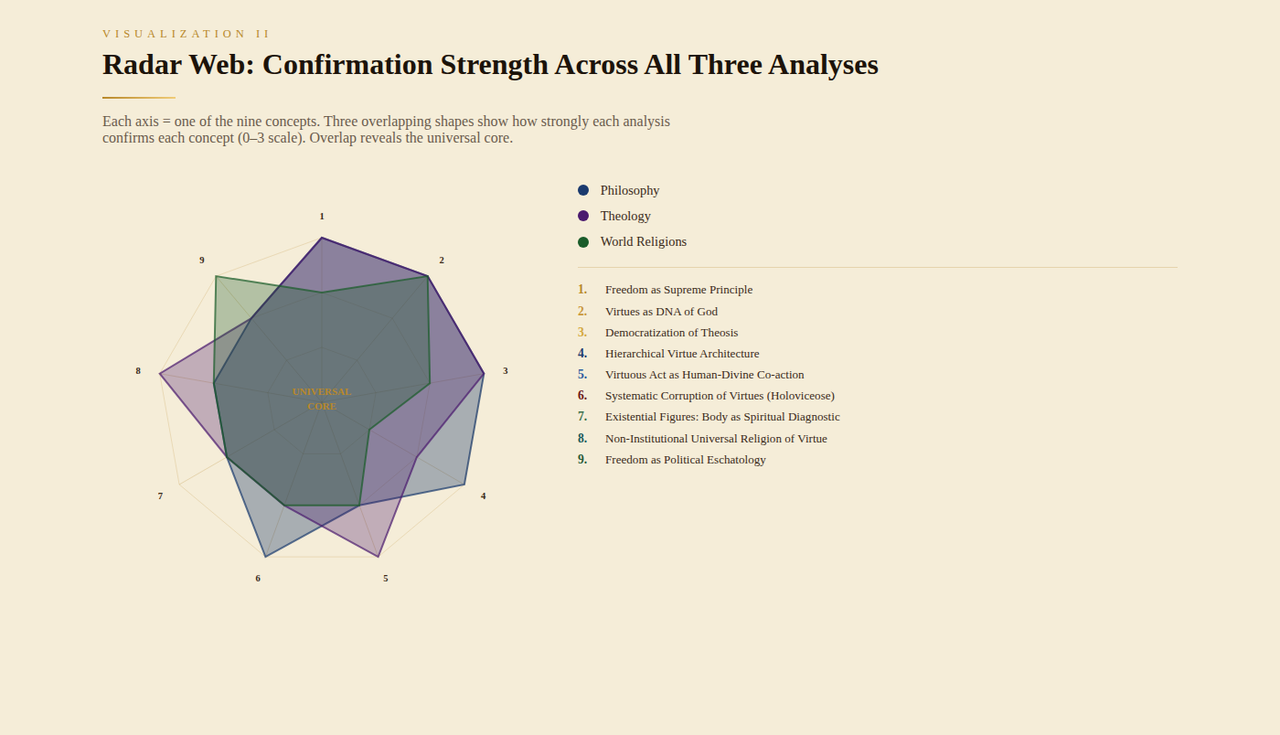 VISUALIZATION II
Radar Web: Confirmation Strength Across All Three Analyses
Each axis = one of the nine concepts. Three overlapping shapes show how strongly each analysis
confirms each concept (0–3 scale). Overlap reveals the universal core.
1
2
3
4
5
6
7
8
9
UNIVERSAL
CORE
Philosophy
Theology
World Religions
1. Freedom as Supreme Principle
2. Virtues as DNA of God
3. Democratization of Theosis
4. Hierarchical Virtue Architecture
5. Virtuous Act as Human-Divine Co-action
6. Systematic Corruption of Virtues (Holoviceose)
7. Existential Figures: Body as Spiritual Diagnostic
8. Non-Institutional Universal Religion of Virtue
9. Freedom as Political Eschatology